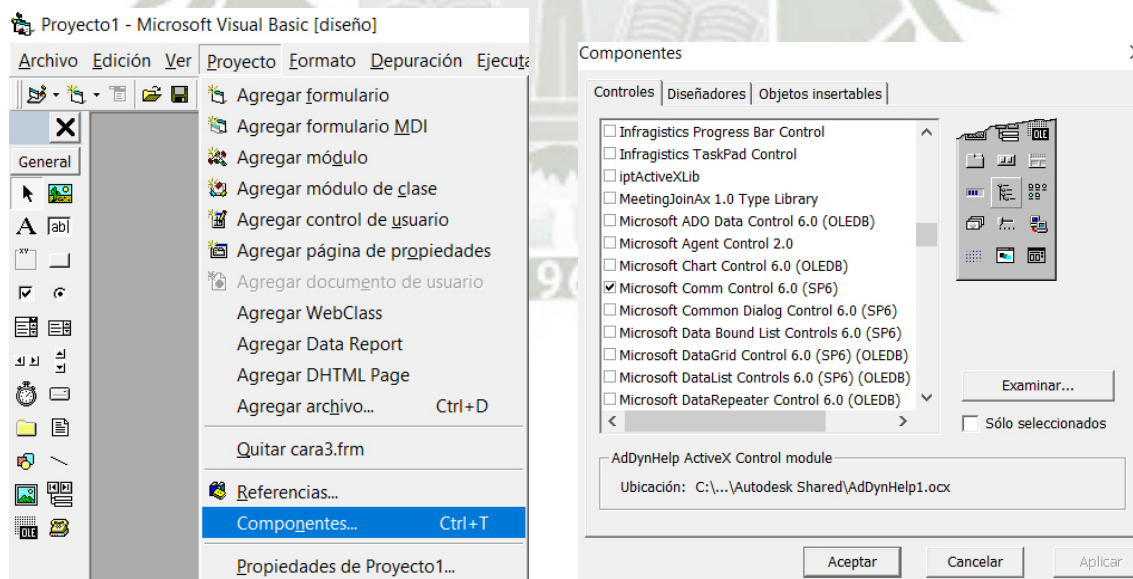 Proyecto1 - Microsoft Visual Basic [diseño]
Archivo Edición Ver Proyecto Formato Depuración Ejecuta
General
A ab|
XY
OLE
Agregar formulario
Agregar formulario MDI
Agregar módulo
Agregar módulo de clase
Agregar control de usuario
Agregar página de propiedades
Agregar documento de usuario
Agregar WebClass
Agregar Data Report
Agregar DHTML Page
Agregar archivo... Ctrl+D
Quitar cara3.frm
Referencias...
Componentes... Ctrl+T
Propiedades de Proyecto1...
96
Componentes
Controles Diseñadores Objetos insertables
Infragistics Progress Bar Control
Infragistics TaskPad Control
iptActiveXLib
MeetingJoinAx 1.0 Type Library
Microsoft ADO Data Control 6.0 (OLEDB)
Microsoft Agent Control 2.0
Microsoft Chart Control 6.0 (OLEDB)
Microsoft Comm Control 6.0 (SP6)
Microsoft Common Dialog Control 6.0 (SP6)
Microsoft Data Bound List Controls 6.0 (SP6)
Microsoft DataGrid Control 6.0 (SP6) (OLEDB)
Microsoft DataList Controls 6.0 (SP6) (OLEDB)
Microsoft DataRepeater Control 6.0 (OLEDB)
OLE
Examinar...
Sólo seleccionados
AdDynHelp ActiveX Control module
Ubicación: C:\...\Autodesk Shared\AdDynHelp1.ocx
Aceptar Cancelar Aplicar